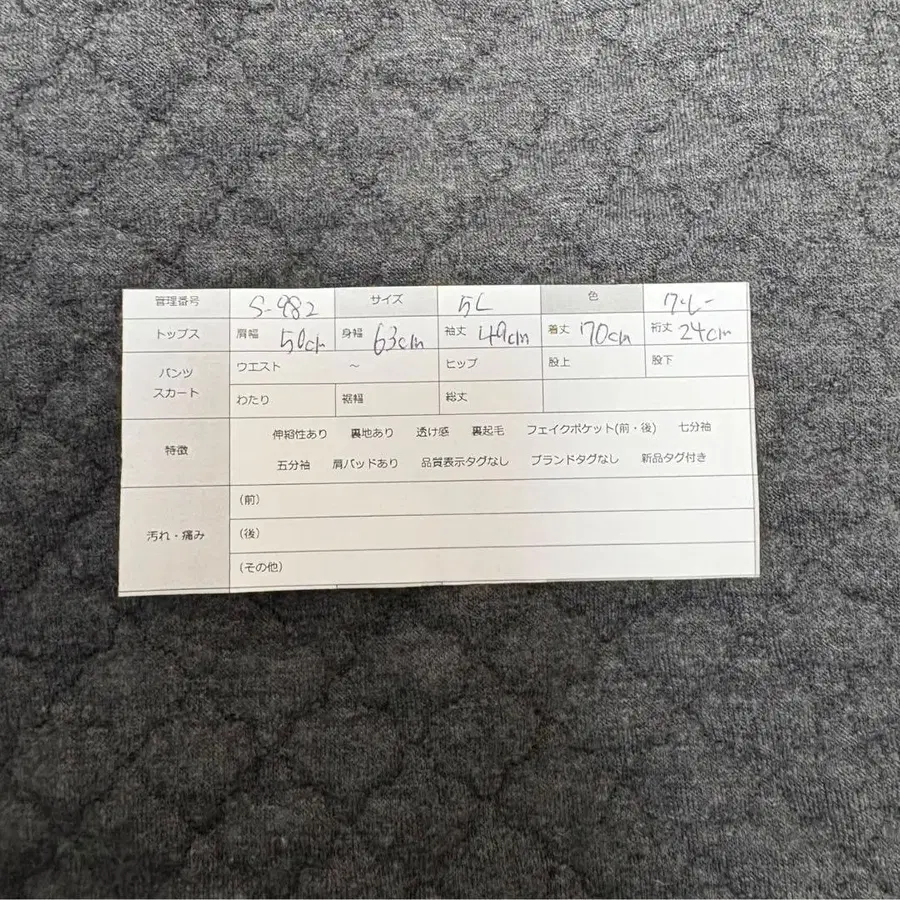 管理番号 S-982 サイズ 5L 色 グレー
トップス 肩幅 50cm 身幅 63cm 袖丈 49cm 着丈 70cm 裄丈 24cm
パンツ スカート ウエスト ～ ヒップ 股上 股下
わたり 裾幅 総丈
特徴 伸縮性あり 裏地あり 透け感 裏起毛 フェイクポケット(前・後) 七分袖
五分袖 肩パッドあり 品質表示タグなし ブランドタグなし 新品タグ付き
汚れ・痛み (前)
(後)
(その他)